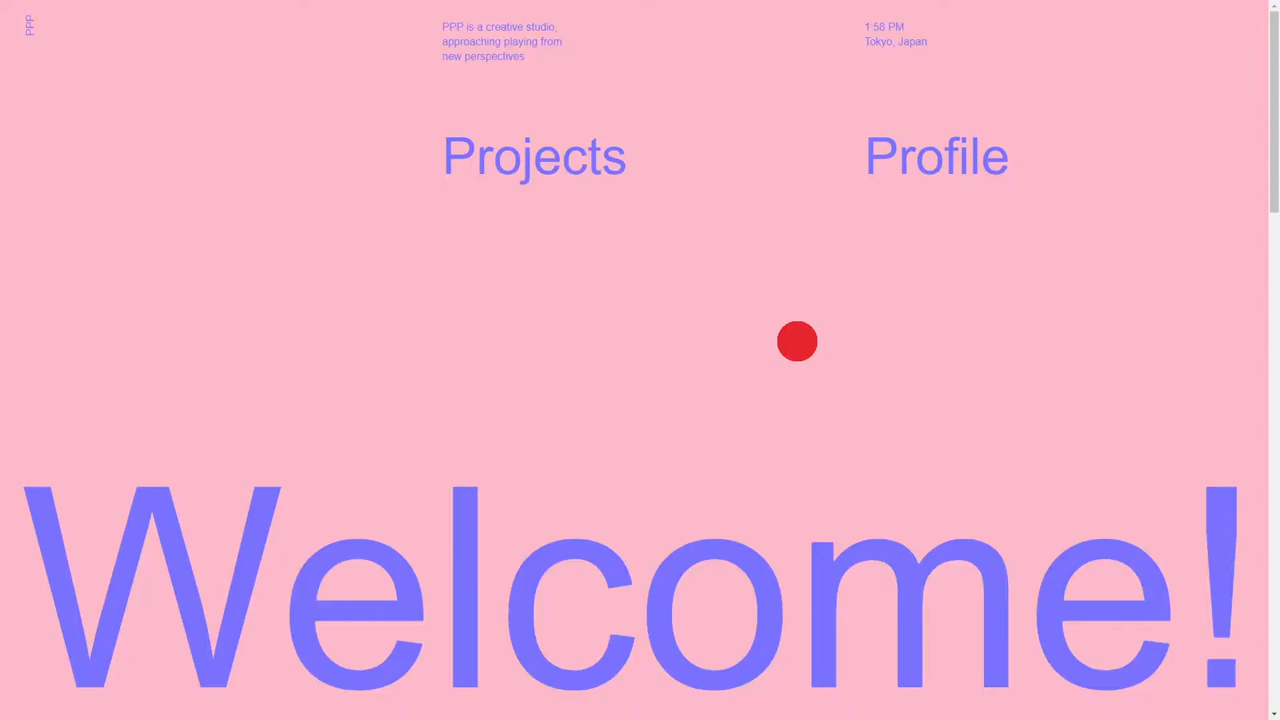 PPP
PPP is a creative studio,
approaching playing from
new perspectives
1 58 PM
Tokyo, Japan
Projects
Profile
Welcome!